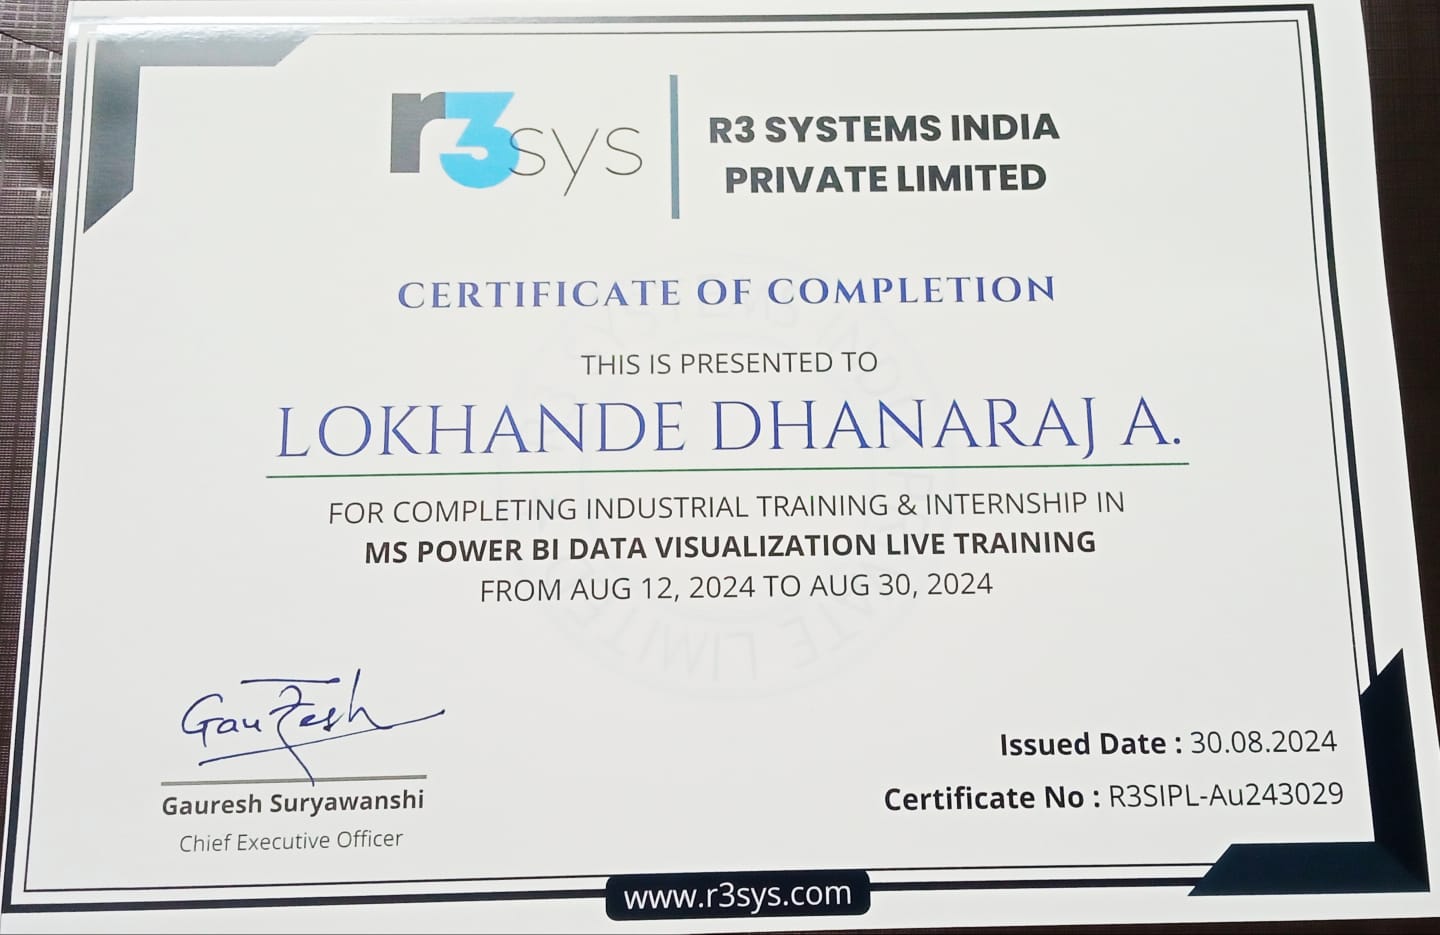 r3sys
R3 SYSTEMS INDIA
PRIVATE LIMITED
CERTIFICATE OF COMPLETION
THIS IS PRESENTED TO
LOKHANDE DHANARAJ A.
FOR COMPLETING INDUSTRIAL TRAINING & INTERNSHIP IN
MS POWER BI DATA VISUALIZATION LIVE TRAINING
FROM AUG 12, 2024 TO AUG 30, 2024
Gauresh
Gauresh Suryawanshi
Chief Executive Officer
Issued Date : 30.08.2024
Certificate No : R3SIPL-Au243029
www.r3sys.com